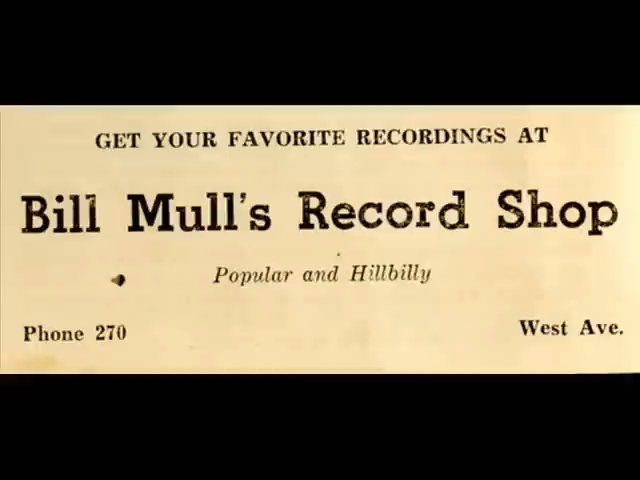 GET YOUR FAVORITE RECORDINGS AT
Bill Mull's Record Shop
Popular and Hillbilly
Phone 270
West Ave.